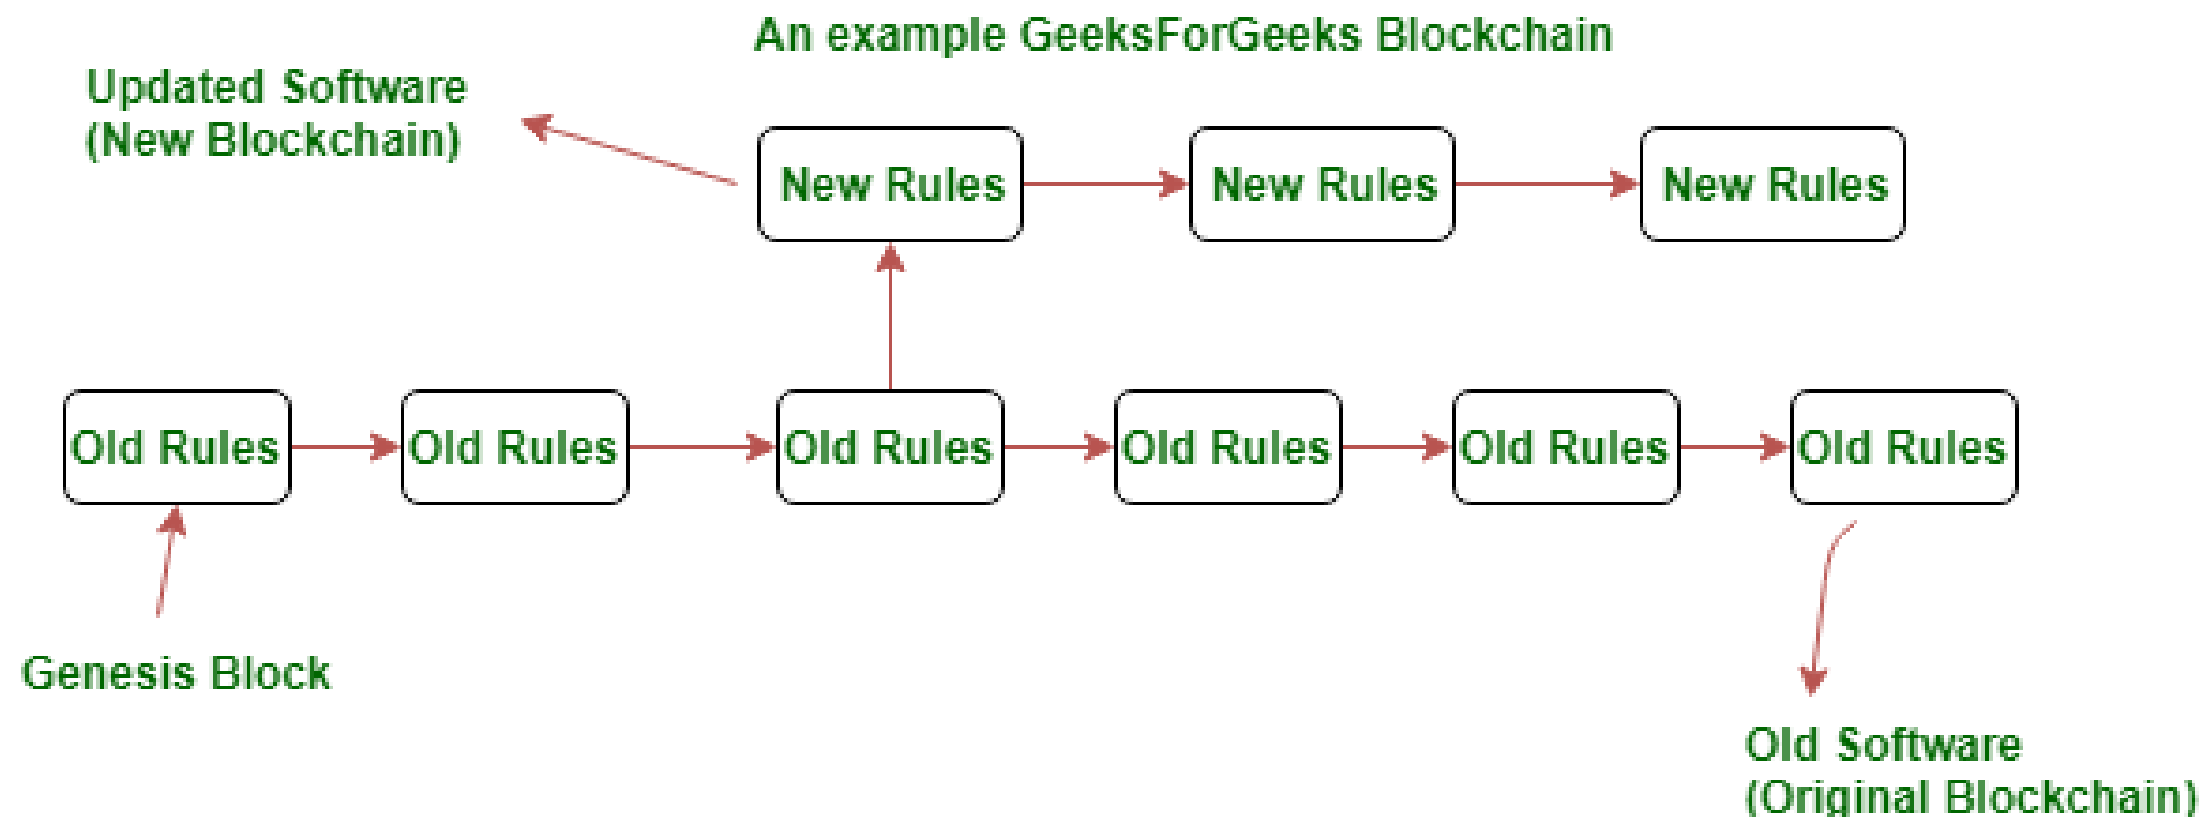 An example GeeksForGeeks Blockchain
Updated Software
(New Blockchain)
New Rules
New Rules
New Rules
Old Rules
Old Rules
Old Rules
Old Rules
Old Rules
Old Rules
Genesis Block
Old Software
(Original Blockchain)